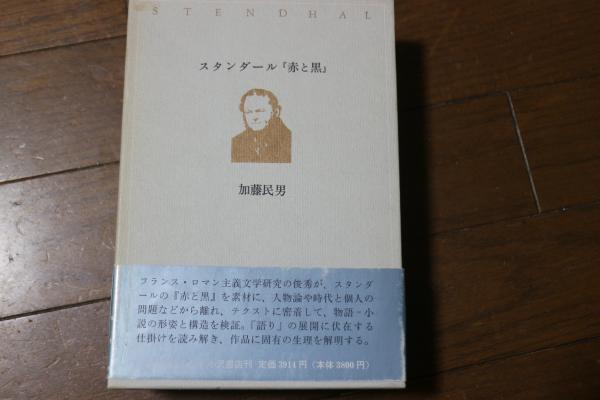 STENDHAL
スタンダール『赤と黒』
加藤民男
フランス・ロマン主義文学研究の俊秀が、スタンダ
ールの『赤と黒』を素材に、人物論や時代と個人の
問題などから離れ、テクストに密着して、物語‐小
説の形姿と構造を検証。「語り」の展開に伏在する
仕掛けを読み解き、作品に固有の生理を解明する。
小沢書店刊 定価3914円（本体3800円）